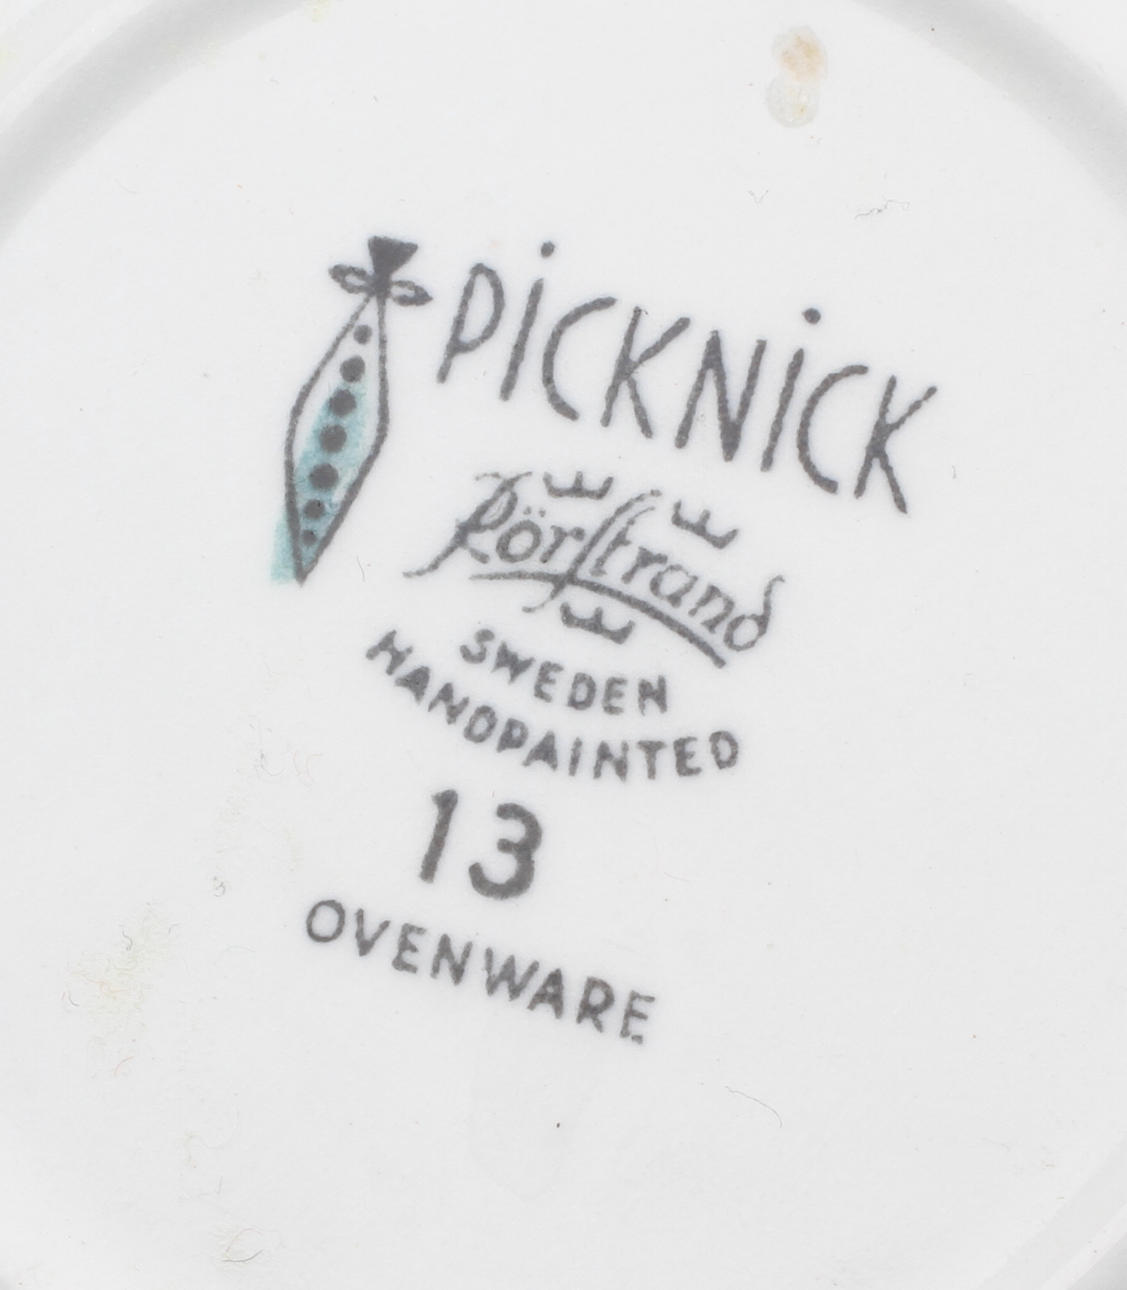 PiCKNiCK
Rörstrand
SWEDEN
HANDPAINTED
13
OVENWARE